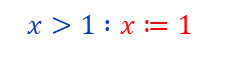 x > 1 : x := 1